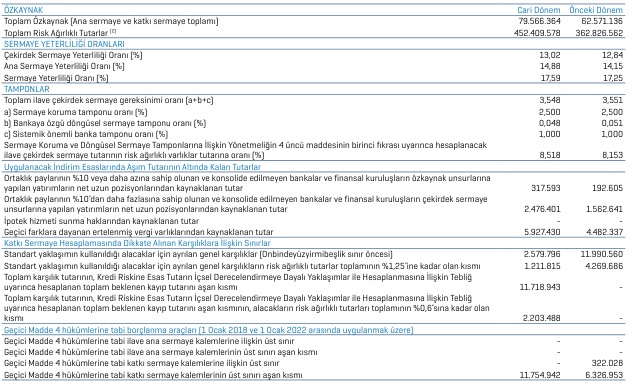 ÖZKAYNAK Cari Dönem Önceki Dönem
Toplam Özkaynak (Ana sermaye ve katkı sermaye toplamı) 79.566.364 62.571.136
Toplam Risk Ağırlıklı Tutarlar (2) 452.409.578 362.826.562
SERMAYE YETERLİLİĞİ ORANLARI
Çekirdek Sermaye Yeterliliği Oranı (%) 13,02 12,84
Ana Sermaye Yeterliliği Oranı (%) 14,88 14,15
Sermaye Yeterliliği Oranı (%) 17,59 17,25
TAMPONLAR
Toplam ilave çekirdek sermaye gereksinimi oranı (a+b+c) 3,548 3,551
a) Sermaye koruma tamponu oranı (%) 2,500 2,500
b) Bankaya özgü döngüsel sermaye tamponu oranı (%) 0,048 0,051
c) Sistemik önemli banka tamponu oranı (%) 1,000 1,000
Sermaye Koruma ve Döngüsel Sermaye Tamponlarına İlişkin Yönetmeliğin 4 üncü maddesinin birinci fıkrası uyarınca hesaplanacak
ilave çekirdek sermaye tutarının risk ağırlıklı varlıklar tutarına oranı (%) 8,518 8,153
Uygulanacak İndirim Esaslarında Aşım Tutarının Altında Kalan Tutarlar
Ortaklık paylarının %10 veya daha azına sahip olunan ve konsolide edilmeyen bankalar ve finansal kuruluşların özkaynak unsurlarına
yapılan yatırımların net uzun pozisyonlarından kaynaklanan tutar 317.593 192.605
Ortaklık paylarının %10'dan daha fazlasına sahip olunan ve konsolide edilmeyen bankalar ve finansal kuruluşların çekirdek sermaye
unsurlarına yapılan yatırımların net uzun pozisyonlarından kaynaklanan tutar 2.476.401 1.562.641
İpotek hizmeti sunma haklarından kaynaklanan tutar - -
Geçici farklara dayanan ertelenmiş vergi varlıklarından kaynaklanan tutar 5.927.430 4.482.337
Katkı Sermaye Hesaplamasında Dikkate Alınan Karşılıklara İlişkin Sınırlar
Standart yaklaşımın kullanıldığı alacaklar için ayrılan genel karşılıklar (Onbindeyüzyirmibeşlik sınır öncesi) 2.579.796 11.990.560
Standart yaklaşımın kullanıldığı alacaklar için ayrılan genel karşılıkların risk ağırlıklı tutarlar toplamının %1,25'ine kadar olan kısmı 1.211.815 4.269.686
Toplam karşılık tutarının, Kredi Riskine Esas Tutarın İçsel Derecelendirmeye Dayalı Yaklaşımlar ile Hesaplanmasına İlişkin Tebliğ
uyarınca hesaplanan toplam beklenen kayıp tutarını aşan kısmı 11.718.943 -
Toplam karşılık tutarının, Kredi Riskine Esas Tutarın İçsel Derecelendirmeye Dayalı Yaklaşımlar ile Hesaplanmasına İlişkin Tebliğ
uyarınca hesaplanan toplam beklenen kayıp tutarını aşan kısmının, alacakların risk ağırlıklı tutarları toplamının %0,6'sına kadar olan
kısmı 2.203.488 -
Geçici Madde 4 hükümlerine tabi borçlanma araçları (1 Ocak 2018 ve 1 Ocak 2022 arasında uygulanmak üzere)
Geçici Madde 4 hükümlerine tabi ilave ana sermaye kalemlerine ilişkin üst sınır - -
Geçici Madde 4 hükümlerine tabi ilave ana sermaye kalemlerinin üst sınırı aşan kısmı - -
Geçici Madde 4 hükümlerine tabi katkı sermaye kalemlerine ilişkin üst sınır - 322.028
Geçici Madde 4 hükümlerine tabi katkı sermaye kalemlerinin üst sınırı aşan kısmı 11.754.942 6.326.953